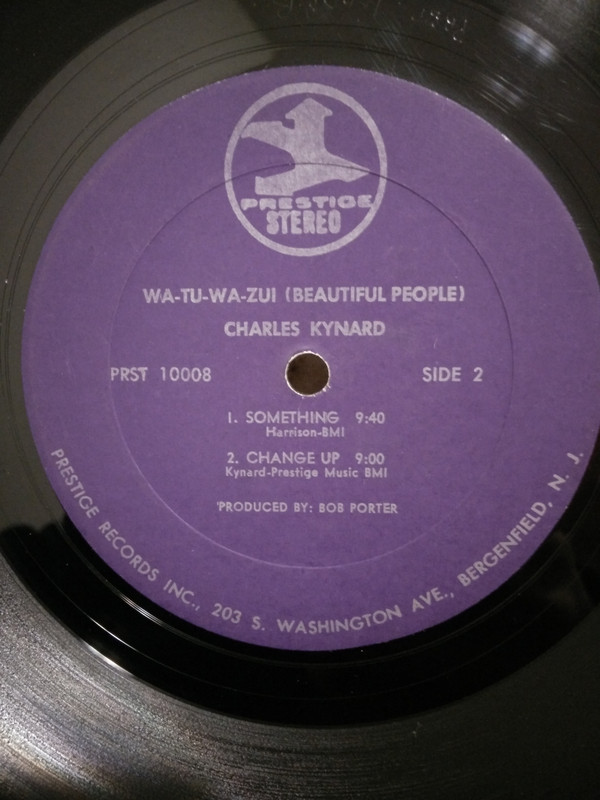 PRESTIGE
STEREO
WA-TU-WA-ZUI (BEAUTIFUL PEOPLE)
CHARLES KYNARD
PRST 10008 SIDE 2
1. SOMETHING 9:40
Harrison-BMI
2. CHANGE UP 9:00
Kynard-Prestige Music BMI
PRODUCED BY: BOB PORTER
PRESTIGE RECORDS INC., 203 S. WASHINGTON AVE., BERGENFIELD, N. J.